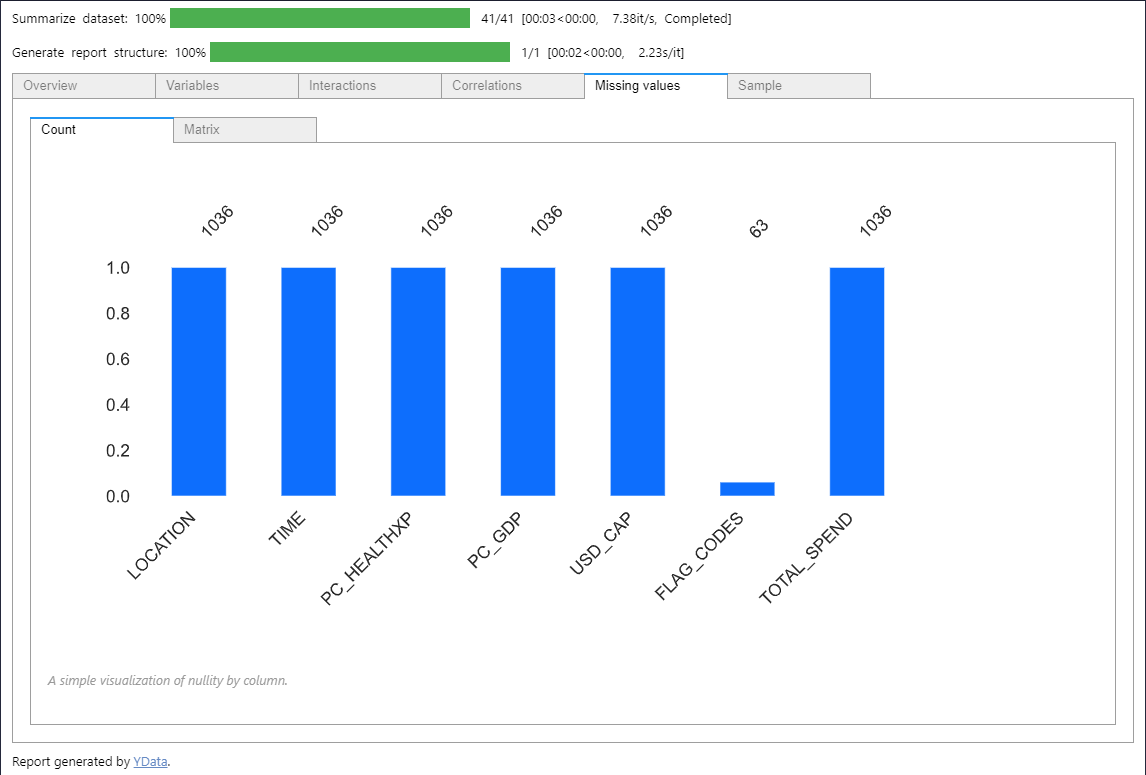 Summarize dataset: 100% 41/41 [00:03<00:00, 7.38it/s, Completed]
Generate report structure: 100% 1/1 [00:02<00:00, 2.23s/it]
Overview Variables Interactions Correlations Missing values Sample
Count Matrix
1036 1036 1036 1036 1036 63 1036
1.0
0.8
0.6
0.4
0.2
0.0
LOCATION TIME PC_HEALTHXP PC_GDP USD_CAP FLAG_CODES TOTAL_SPEND
A simple visualization of nullity by column.
Report generated by YData.